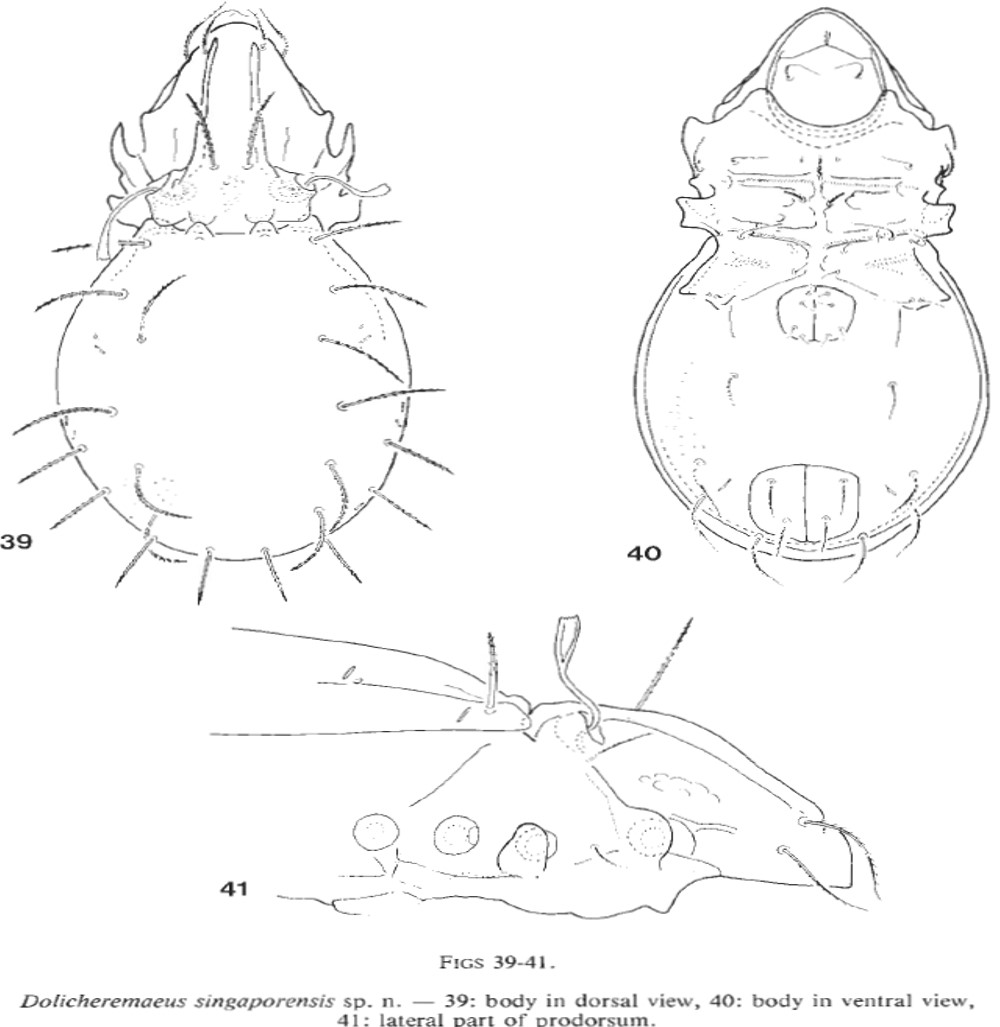 39
40
41
FIGS 39-41.
Dolicheremaeus singaporensis sp. n. — 39: body in dorsal view, 40: body in ventral view,
41: lateral part of prodorsum.